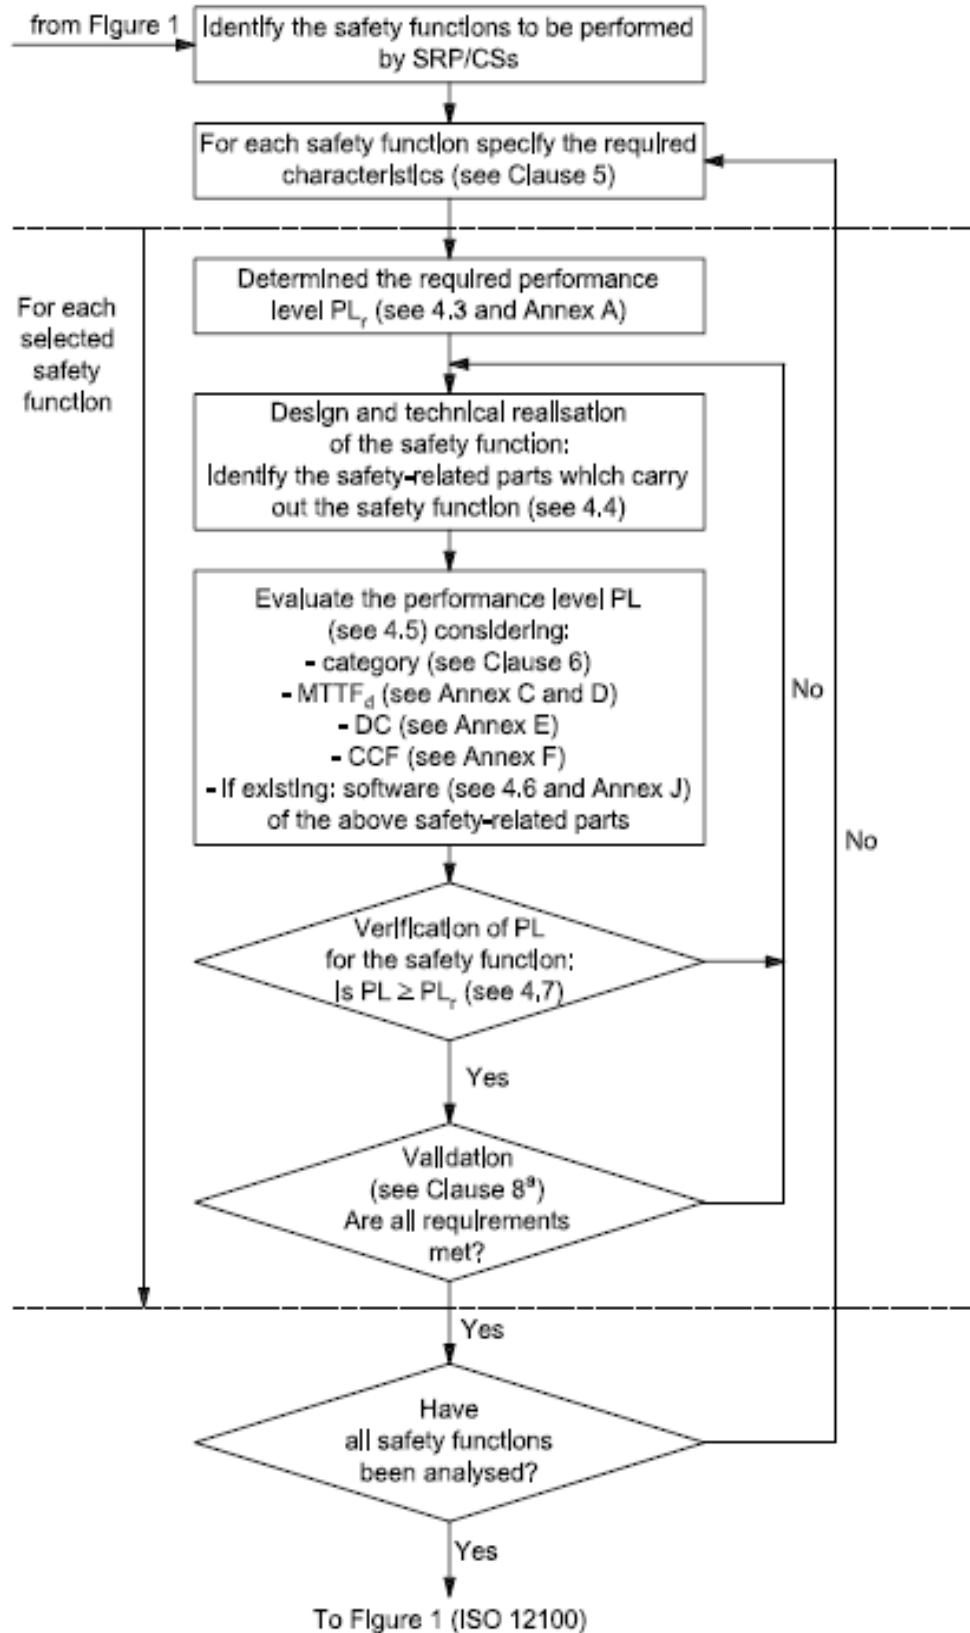 from Figure 1
Identify the safety functions to be performed
by SRP/CSs
For each safety function specify the required
characteristics (see Clause 5)
For each
selected
safety
function
Determined the required performance
level PLr (see 4.3 and Annex A)
Design and technical realisation
of the safety function:
Identify the safety-related parts which carry
out the safety function (see 4.4)
Evaluate the performance level PL
(see 4.5) considering:
- category (see Clause 6)
- MTTFd (see Annex C and D)
- DC (see Annex E)
- CCF (see Annex F)
- If existing: software (see 4.6 and Annex J)
of the above safety-related parts
No
No
Verification of PL
for the safety function:
Is PL ≥ PLr (see 4.7)
Yes
Validation
(see Clause 8a)
Are all requirements
met?
Yes
Have
all safety functions
been analysed?
Yes
To Figure 1 (ISO 12100)